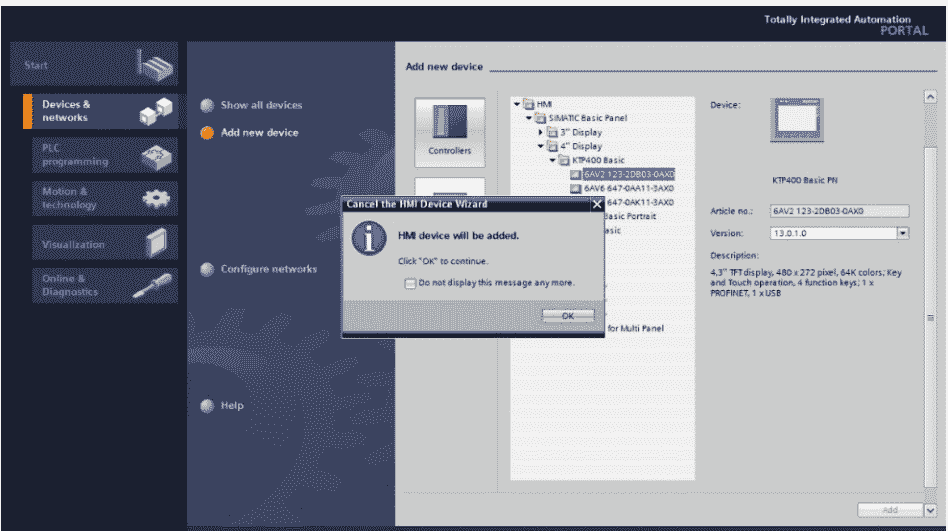 Totally Integrated Automation
PORTAL
Start
Devices &
networks
PLC
programming
Motion &
technology
Visualization
Online &
Diagnostics
Show all devices
Add new device
Configure networks
Help
Add new device
Controllers
HMI
SIMATIC Basic Panel
3" Display
4" Display
KTP400 Basic
6AV2 123-2DB03-0AX0
6AV6 647-0AA11-3AX0
647-0AK11-3AX0
Basic Portrait
asic
for Multi Panel
Cancel the HMI Device Wizard
HMI device will be added.
Click "OK" to continue.
Do not display this message any more.
OK
Device:
KTP400 Basic PN
Article no.: 6AV2 123-2DB03-0AX0
Version: 13.0.1.0
Description:
4,3" TFT display, 480 x 272 pixel, 64K colors; Key
and Touch operation, 4 function keys; 1 x
PROFINET, 1 x USB
Add